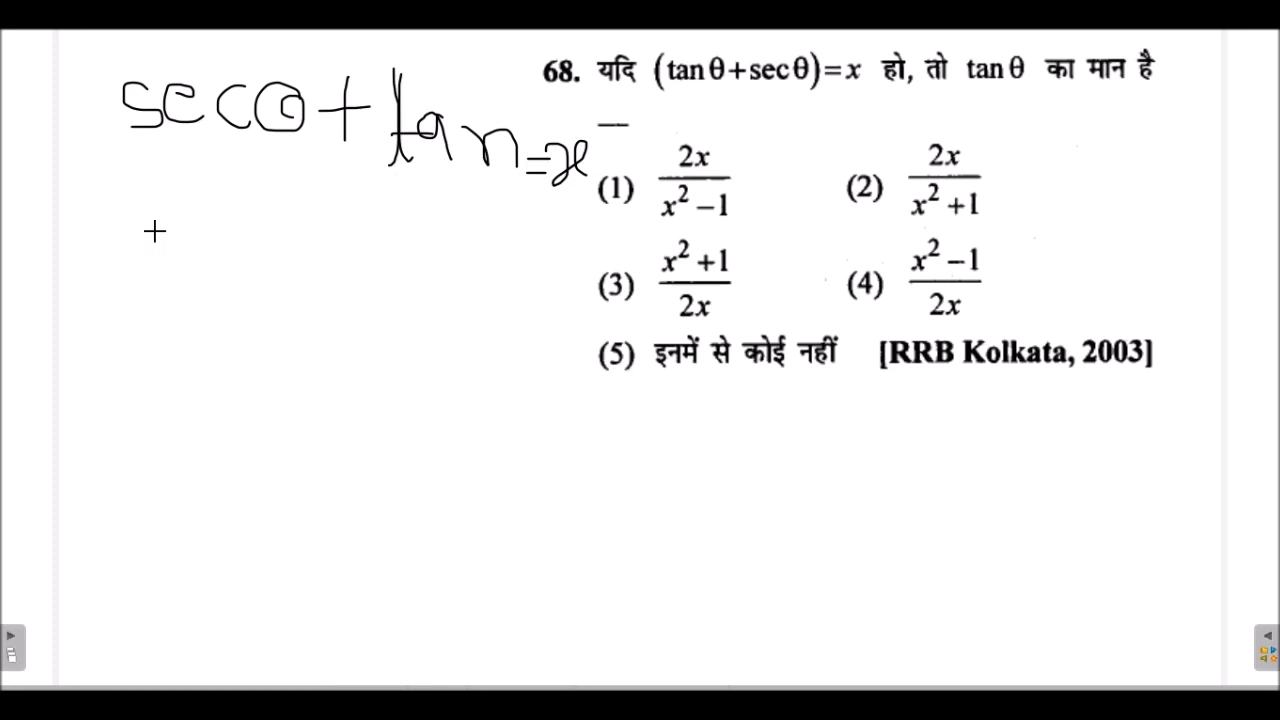 secθ + tan = x
68. यदि (tanθ+secθ)=x हो, तो tanθ का मान है
—
(1) 2x/(x² – 1) (2) 2x/(x² + 1)
(3) (x² + 1)/2x (4) (x² – 1)/2x
(5) इनमें से कोई नहीं [RRB Kolkata, 2003]